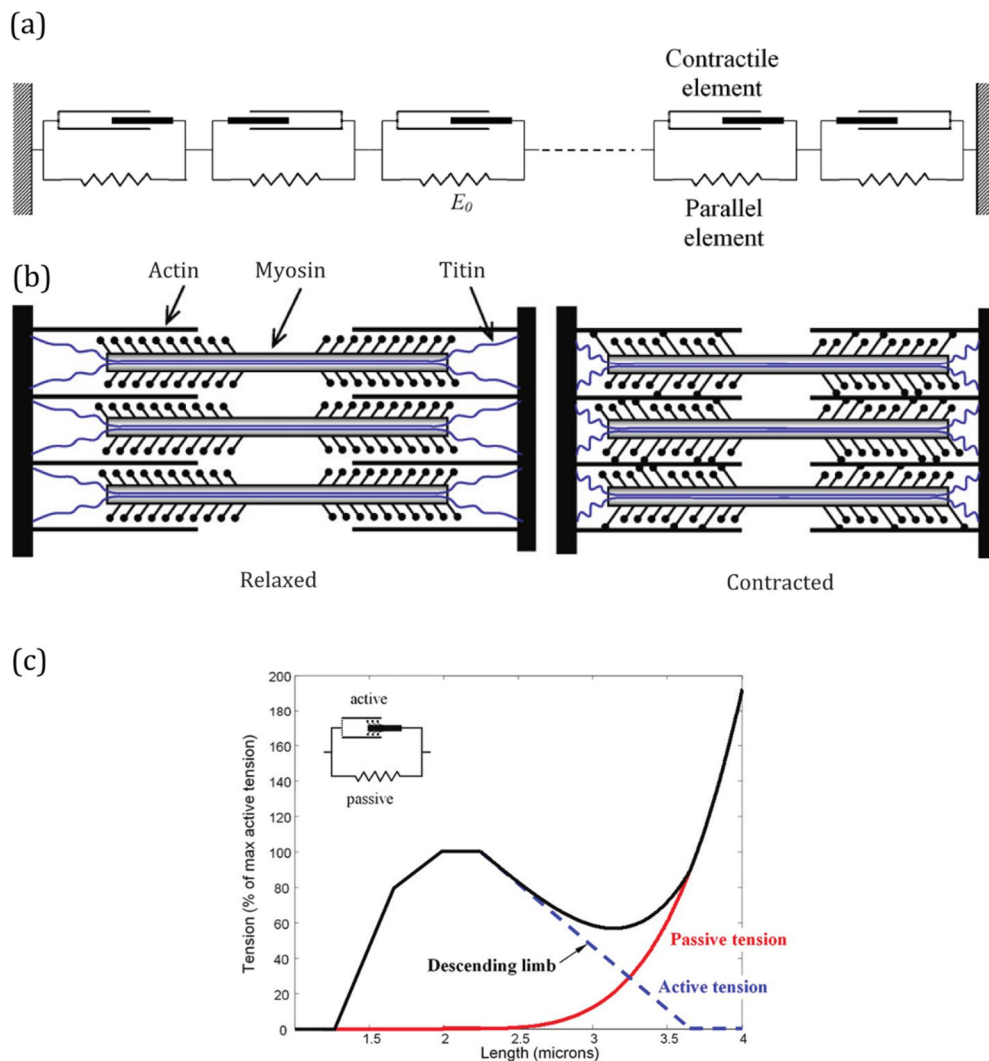 (a)
Contractile
element
E₀
Parallel
element
(b)
Actin
Myosin
Titin
Relaxed
Contracted
(c)
200
180
160
140
120
100
80
60
40
20
0
Tension (% of max active tension)
active
passive
Descending limb
Passive tension
Active tension
1.5
2
2.5
3
3.5
4
Length (microns)